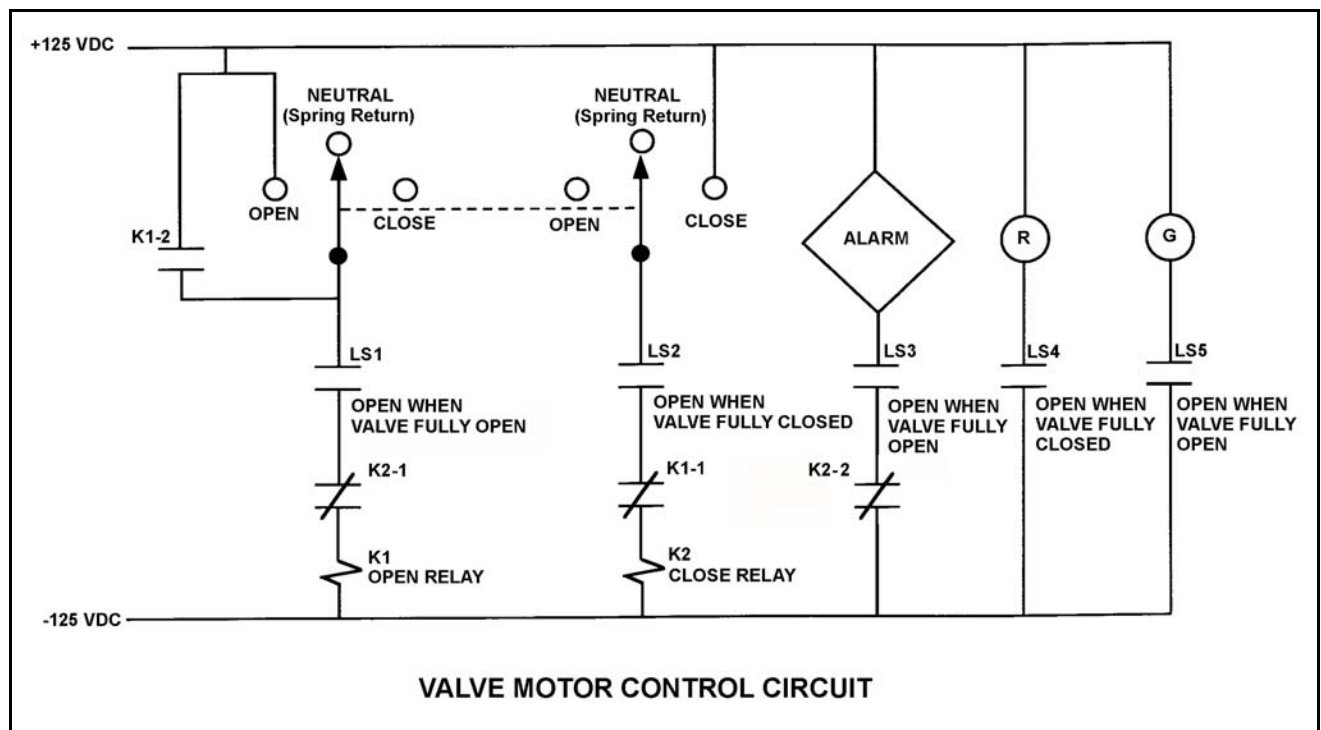 +125 VDC
NEUTRAL
(Spring Return)
NEUTRAL
(Spring Return)
OPEN
CLOSE
OPEN
CLOSE
K1-2
ALARM
R
G
LS1
OPEN WHEN
VALVE FULLY OPEN
LS2
OPEN WHEN
VALVE FULLY CLOSED
LS3
OPEN WHEN
VALVE FULLY
OPEN
LS4
OPEN WHEN
VALVE FULLY
CLOSED
LS5
OPEN WHEN
VALVE FULLY
OPEN
K2-1
K1-1
K2-2
K1
OPEN RELAY
K2
CLOSE RELAY
-125 VDC
VALVE MOTOR CONTROL CIRCUIT